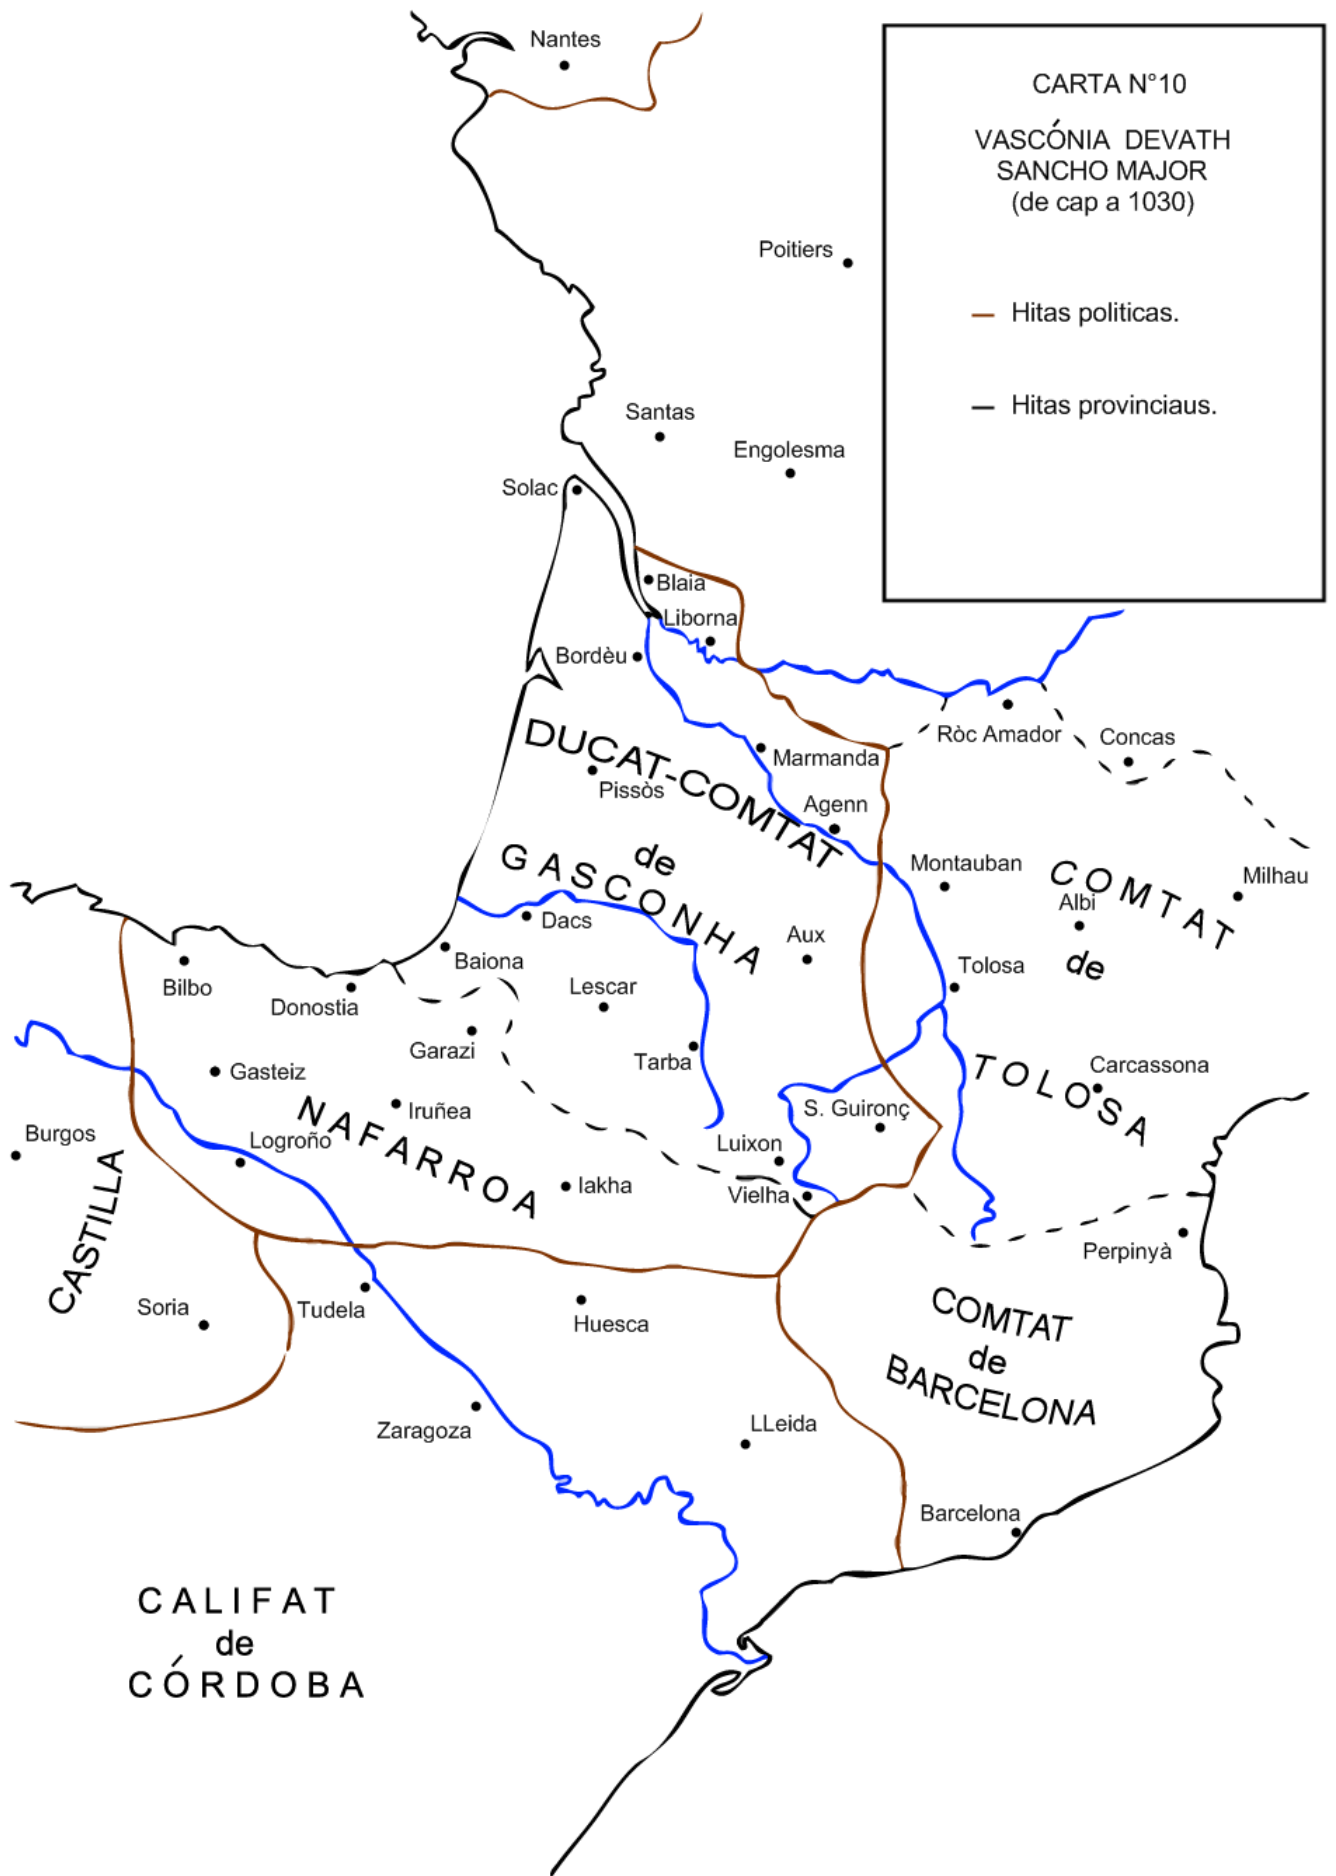 Nantes
CARTA N°10
VASCÓNIA DEVATH
SANCHO MAJOR
(de cap a 1030)
Hitas politicas.
Hitas provinciaus.
Poitiers
Santas
Engolesma
Solac
Blaia
Liborna
Bordèu
Ròc Amador
Concas
Marmanda
DUCAT-COMTAT
Pissòs
Agenn
de
GASCONHA
Montauban
COMTAT
Milhau
Albi
de
TOLOSA
Dacs
Aux
Baiona
Tolosa
Bilbo
Donostia
Lescar
Garazi
Tarba
Carcassona
Gasteiz
S. Guironç
Iruñea
NAFARROA
Burgos
Logroño
Luixon
Iakha
Vielha
CASTILLA
Perpinyà
Soria
Tudela
Huesca
COMTAT
de
BARCELONA
Zaragoza
LLeida
Barcelona
CALIFAT
de
CÓRDOBA